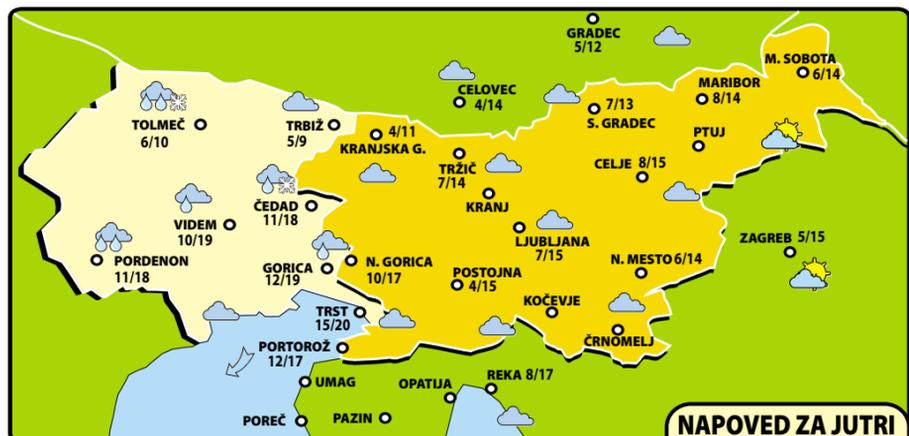 GRADEC
5/12
M. SOBOTA
6/14
CELOVEC
4/14
MARIBOR
8/14
7/13
S. GRADEC
TOLMEČ
6/10
TRBIŽ
5/9
4/11
KRANJSKA G.
PTUJ
TRŽIČ
7/14
CELJE 8/15
KRANJ
ČEDAD
11/18
VIDEM
10/19
LJUBLJANA
7/15
ZAGREB 5/15
PORDENON
11/18
GORICA
12/19
N. GORICA
10/17
POSTOJNA
4/15
N. MESTO 6/14
KOČEVJE
TRST
15/20
ČRNOMELJ
PORTOROŽ
12/17
UMAG
OPATIJA
REKA 8/17
POREČ
PAZIN
NAPOVED ZA JUTRI